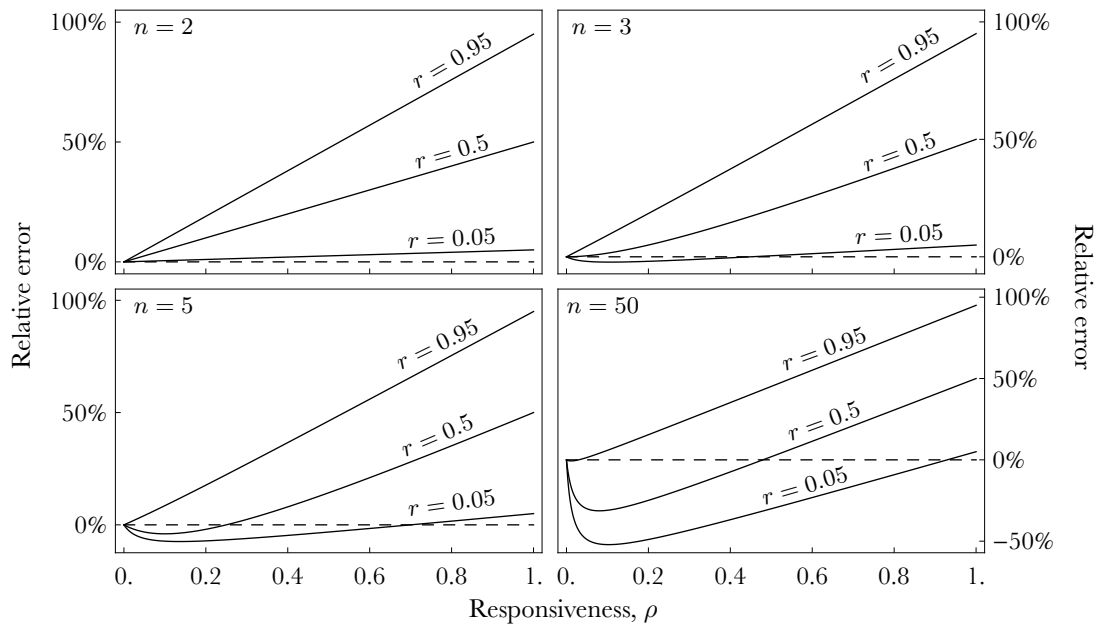 100%
50%
0%
n = 2
r = 0.95
r = 0.5
r = 0.05
n = 3
r = 0.95
r = 0.5
r = 0.05
100%
50%
0%
Relative error
Relative error
100%
50%
0%
n = 5
r = 0.95
r = 0.5
r = 0.05
0. 0.2 0.4 0.6 0.8 1.
n = 50
r = 0.95
r = 0.5
r = 0.05
100%
50%
0%
−50%
0. 0.2 0.4 0.6 0.8 1.
Responsiveness, ρ